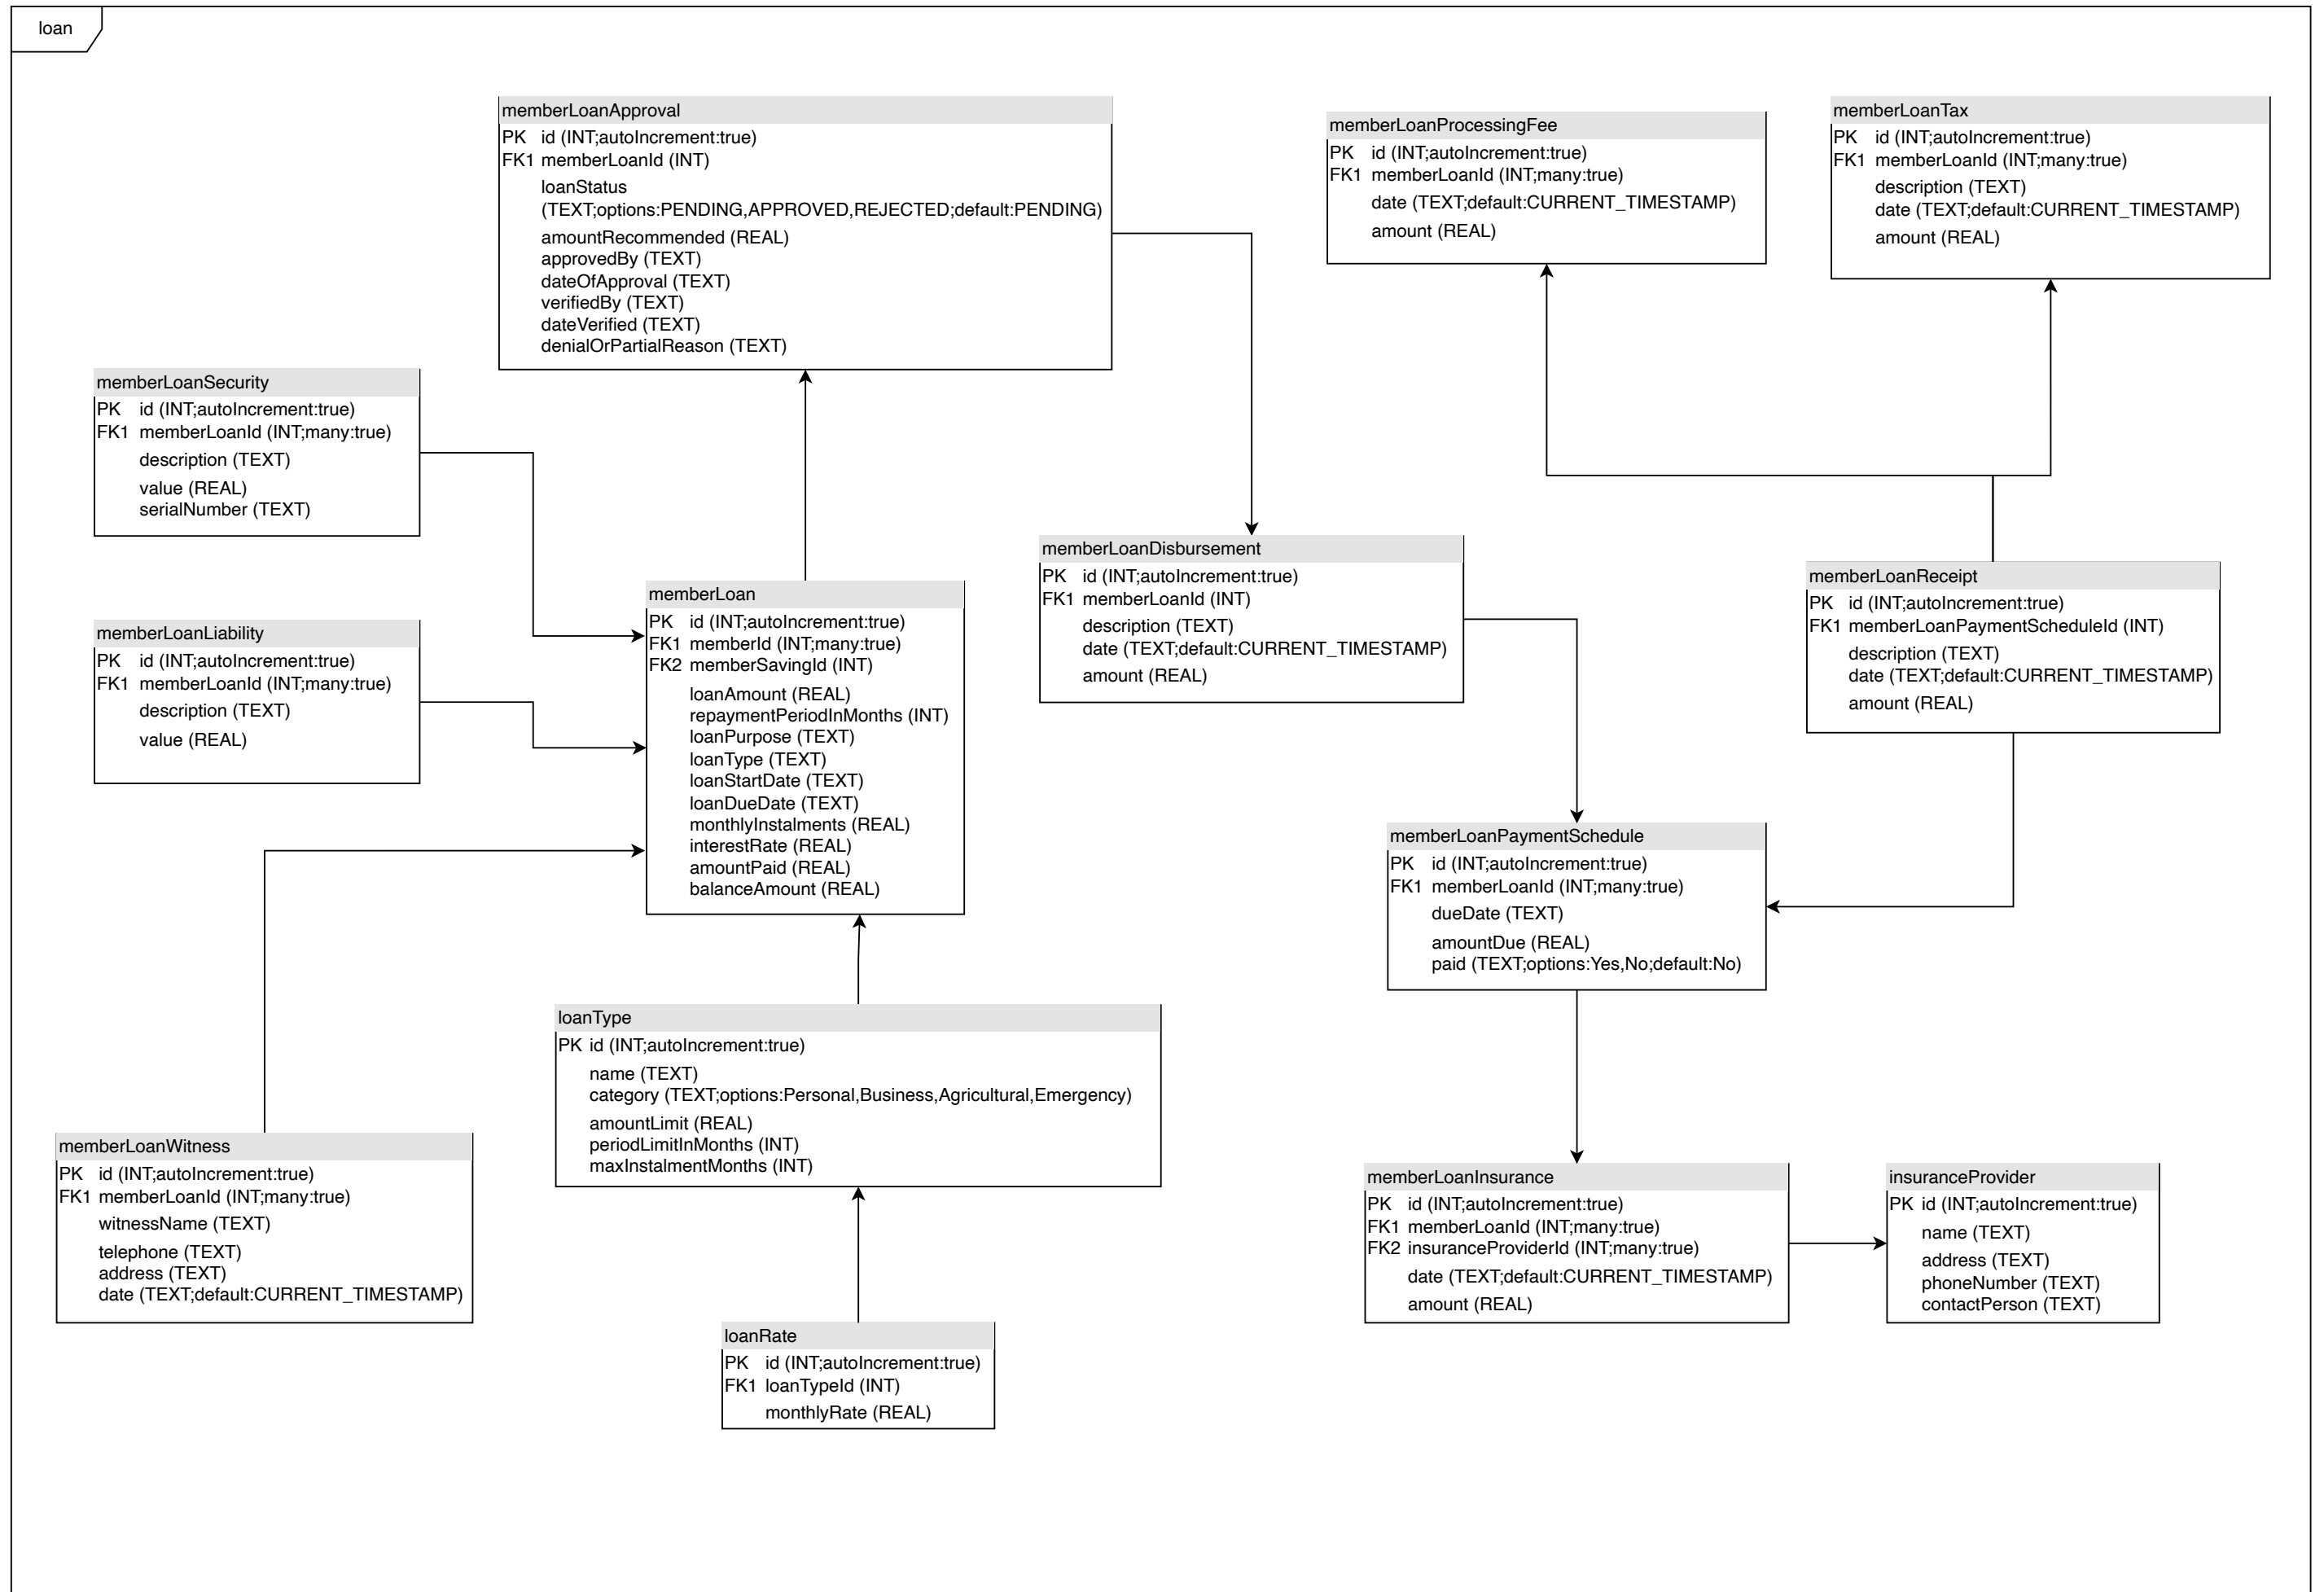 loan
memberLoanApproval
PK id (INT;autoIncrement:true)
FK1 memberLoanId (INT)
loanStatus
(TEXT;options:PENDING,APPROVED,REJECTED;default:PENDING)
amountRecommended (REAL)
approvedBy (TEXT)
dateOfApproval (TEXT)
verifiedBy (TEXT)
dateVerified (TEXT)
denialOrPartialReason (TEXT)
memberLoanProcessingFee
PK id (INT;autoIncrement:true)
FK1 memberLoanId (INT;many:true)
date (TEXT;default:CURRENT_TIMESTAMP)
amount (REAL)
memberLoanTax
PK id (INT;autoIncrement:true)
FK1 memberLoanId (INT;many:true)
description (TEXT)
date (TEXT;default:CURRENT_TIMESTAMP)
amount (REAL)
memberLoanSecurity
PK id (INT;autoIncrement:true)
FK1 memberLoanId (INT;many:true)
description (TEXT)
value (REAL)
serialNumber (TEXT)
memberLoanLiability
PK id (INT;autoIncrement:true)
FK1 memberLoanId (INT;many:true)
description (TEXT)
value (REAL)
memberLoan
PK id (INT;autoIncrement:true)
FK1 memberId (INT;many:true)
FK2 memberSavingId (INT)
loanAmount (REAL)
repaymentPeriodInMonths (INT)
loanPurpose (TEXT)
loanType (TEXT)
loanStartDate (TEXT)
loanDueDate (TEXT)
monthlyInstalments (REAL)
interestRate (REAL)
amountPaid (REAL)
balanceAmount (REAL)
memberLoanDisbursement
PK id (INT;autoIncrement:true)
FK1 memberLoanId (INT)
description (TEXT)
date (TEXT;default:CURRENT_TIMESTAMP)
amount (REAL)
memberLoanReceipt
PK id (INT;autoIncrement:true)
FK1 memberLoanPaymentScheduleId (INT)
description (TEXT)
date (TEXT;default:CURRENT_TIMESTAMP)
amount (REAL)
memberLoanPaymentSchedule
PK id (INT;autoIncrement:true)
FK1 memberLoanId (INT;many:true)
dueDate (TEXT)
amountDue (REAL)
paid (TEXT;options:Yes,No;default:No)
loanType
PK id (INT;autoIncrement:true)
name (TEXT)
category (TEXT;options:Personal,Business,Agricultural,Emergency)
amountLimit (REAL)
periodLimitInMonths (INT)
maxInstalmentMonths (INT)
memberLoanWitness
PK id (INT;autoIncrement:true)
FK1 memberLoanId (INT;many:true)
witnessName (TEXT)
telephone (TEXT)
address (TEXT)
date (TEXT;default:CURRENT_TIMESTAMP)
memberLoanInsurance
PK id (INT;autoIncrement:true)
FK1 memberLoanId (INT;many:true)
FK2 insuranceProviderId (INT;many:true)
date (TEXT;default:CURRENT_TIMESTAMP)
amount (REAL)
insuranceProvider
PK id (INT;autoIncrement:true)
name (TEXT)
address (TEXT)
phoneNumber (TEXT)
contactPerson (TEXT)
loanRate
PK id (INT;autoIncrement:true)
FK1 loanTypeId (INT)
monthlyRate (REAL)